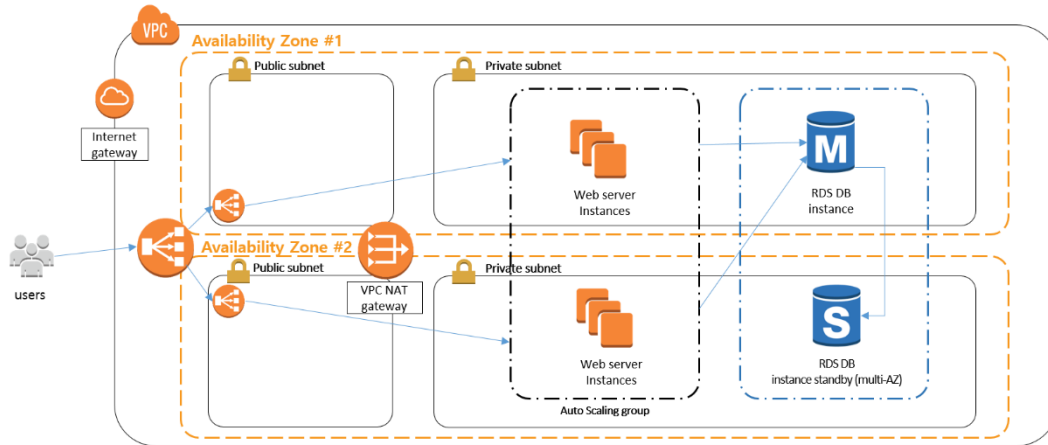 VPC
Availability Zone #1
Public subnet
Private subnet
Internet
gateway
M
Web server
Instances
RDS DB
instance
users
Availability Zone #2
Public subnet
Private subnet
VPC NAT
gateway
S
Web server
Instances
RDS DB
instance standby (multi-AZ)
Auto Scaling group